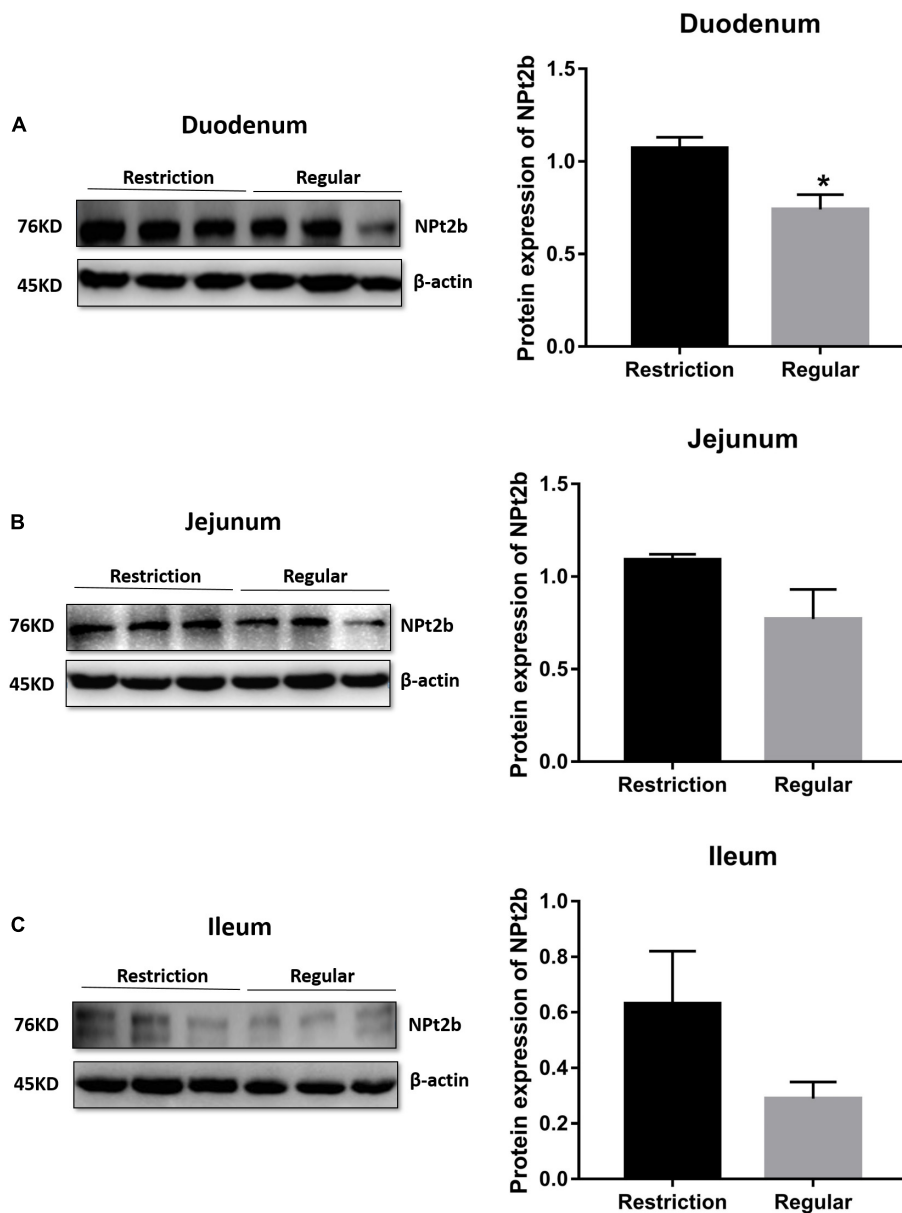 A
Duodenum
Restriction Regular
76KD NPt2b
45KD β-actin
Duodenum
Protein expression of NPt2b
1.5
1.0
0.5
0.0
*
Restriction Regular
B
Jejunum
Restriction Regular
76KD NPt2b
45KD β-actin
Jejunum
Protein expression of NPt2b
1.5
1.0
0.5
0.0
Restriction Regular
C
Ileum
Restriction Regular
76KD NPt2b
45KD β-actin
Ileum
Protein expression of NPt2b
1.0
0.8
0.6
0.4
0.2
0.0
Restriction Regular